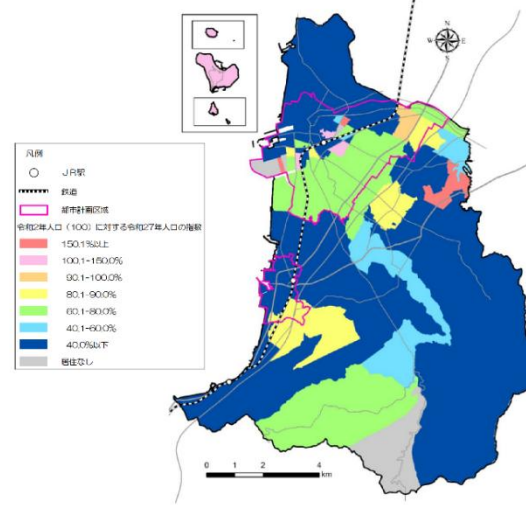 N
W
E
S
凡例
JR駅
鉄道
都市計画区域
令和2年人口(100)に対する令和27年人口の指数
150.1%以上
100.1-150.0%
90.1-100.0%
80.1-90.0%
60.1-80.0%
40.1-60.0%
40.0%以下
居住なし
0 1 2 4
km